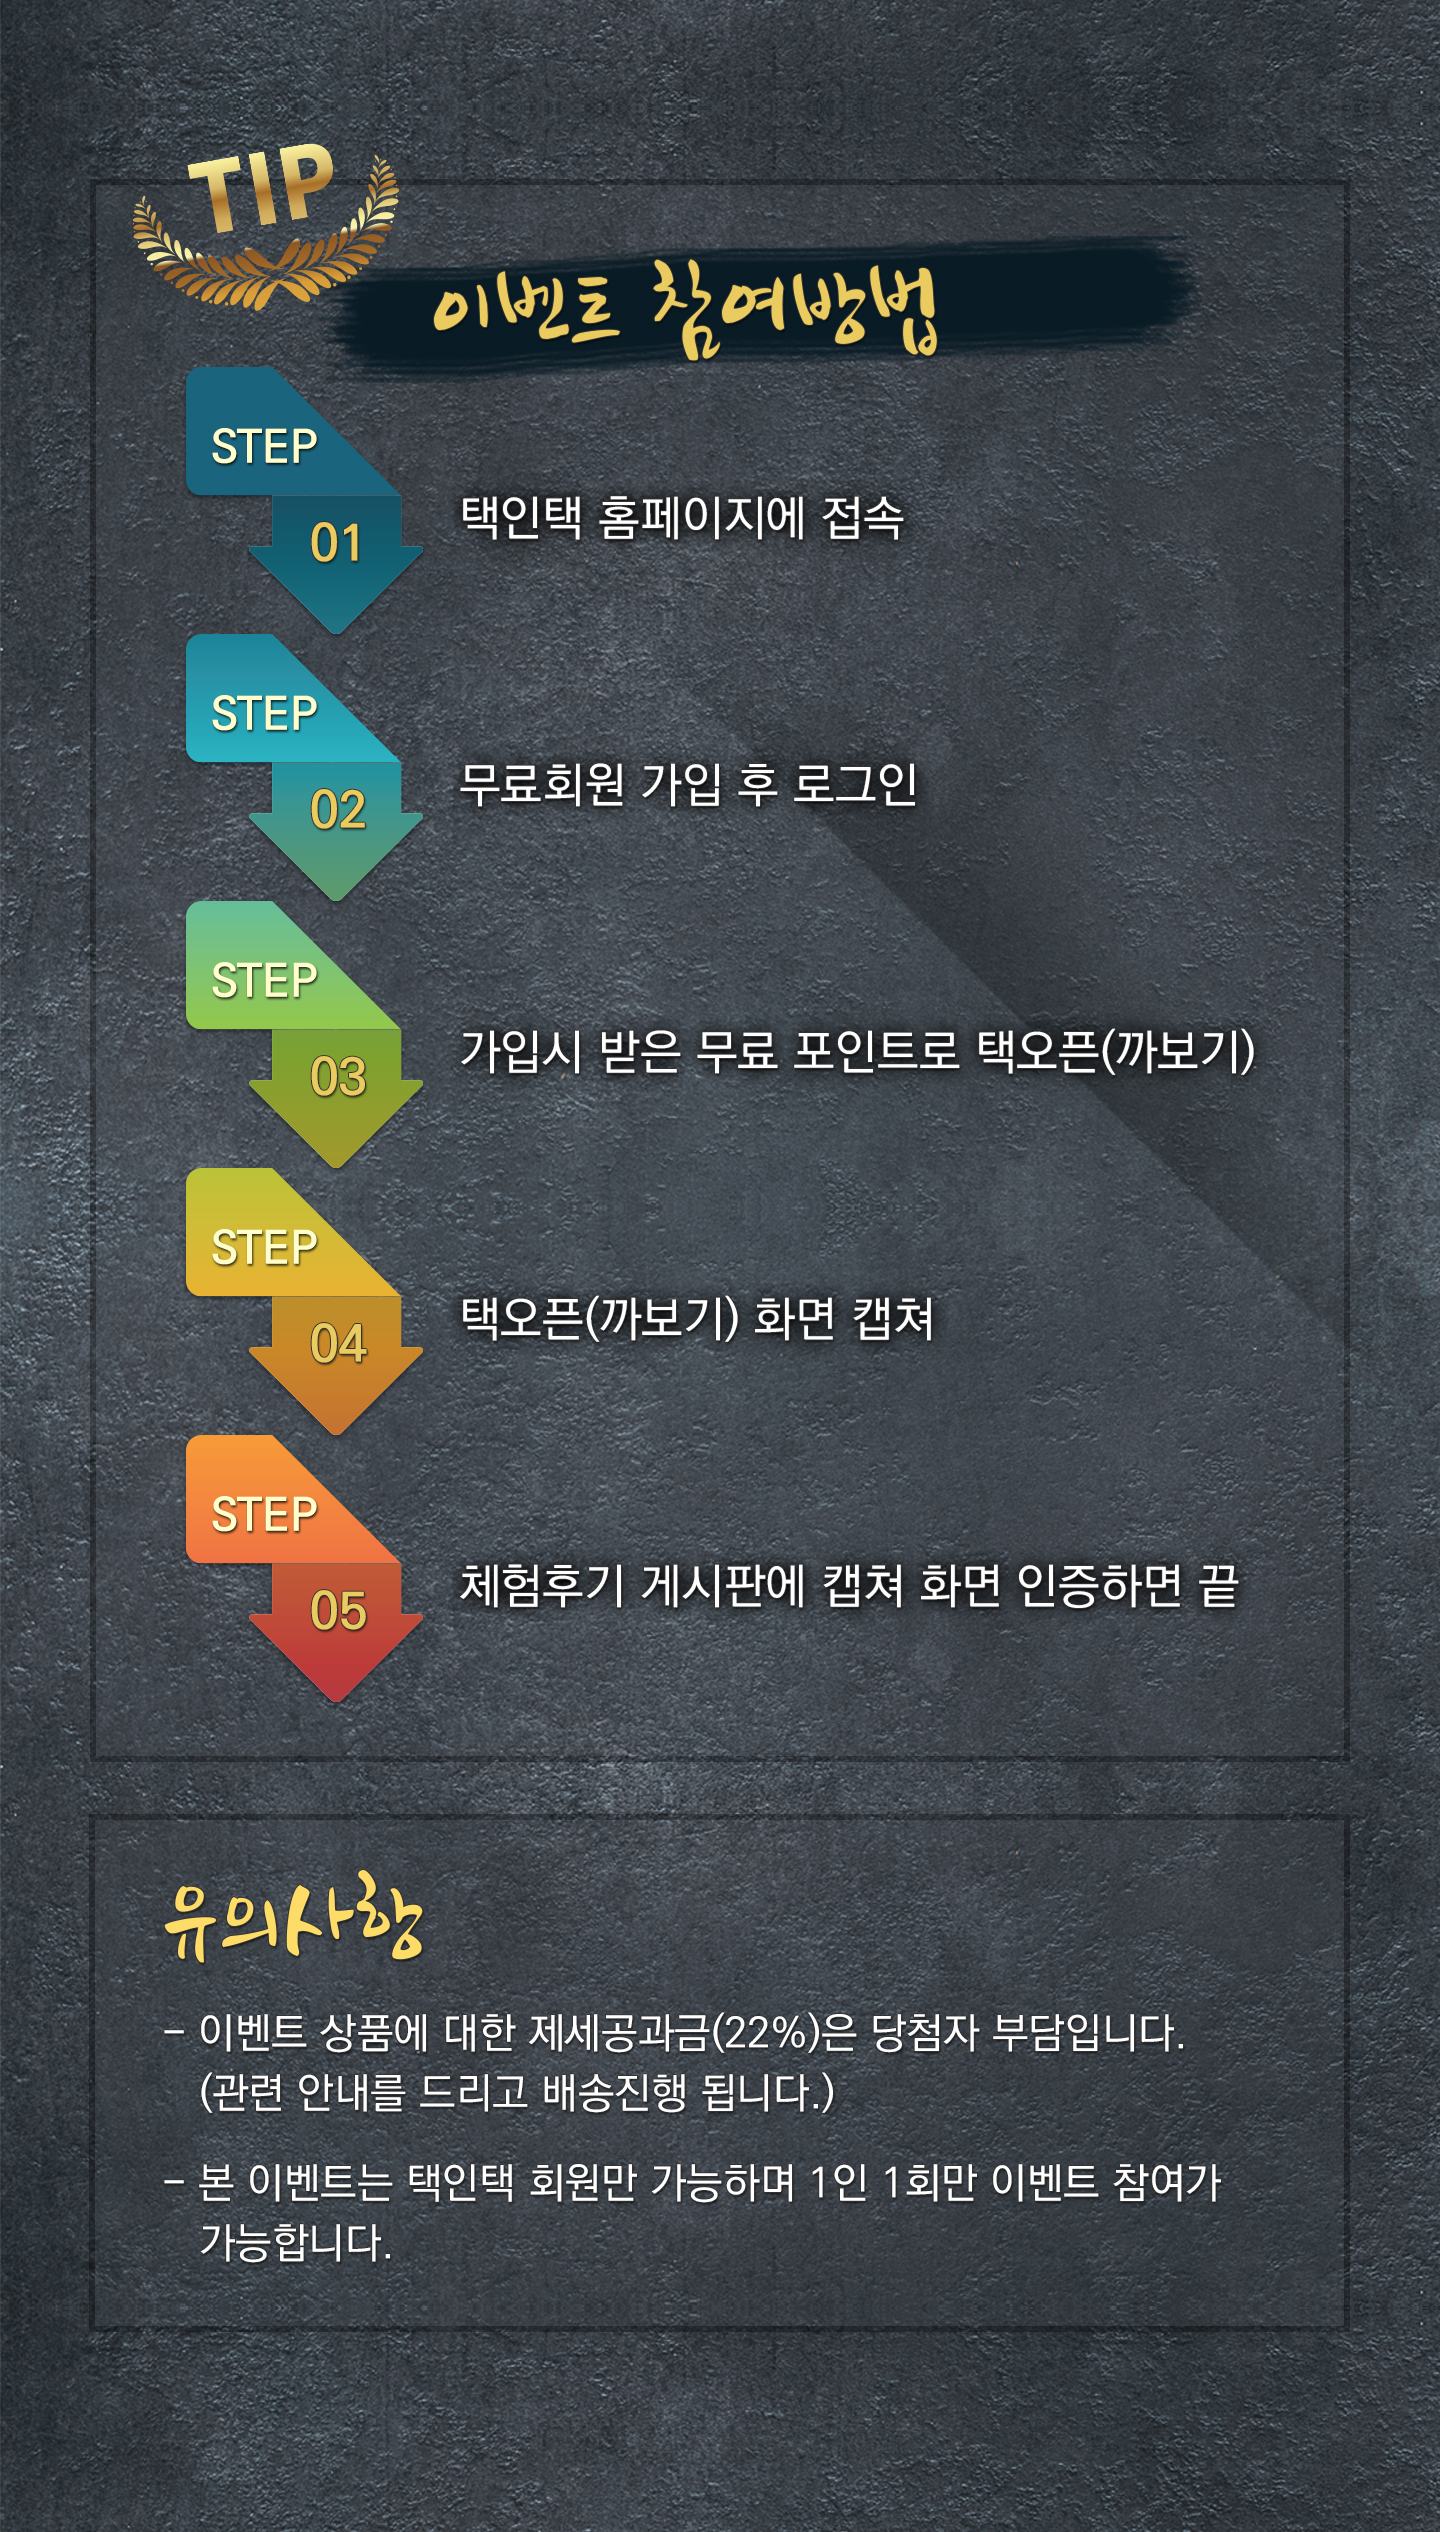 TIP
이벤트 참여방법
STEP
01
택인택 홈페이지에 접속
STEP
02
무료회원 가입 후 로그인
STEP
03
가입시 받은 무료 포인트로 택오픈(까보기)
STEP
04
택오픈(까보기) 화면 캡쳐
STEP
05
체험후기 게시판에 캡쳐 화면 인증하면 끝
유의사항
- 이벤트 상품에 대한 제세공과금(22%)은 당첨자 부담입니다.
(관련 안내를 드리고 배송진행 됩니다.)
- 본 이벤트는 택인택 회원만 가능하며 1인 1회만 이벤트 참여가
가능합니다.